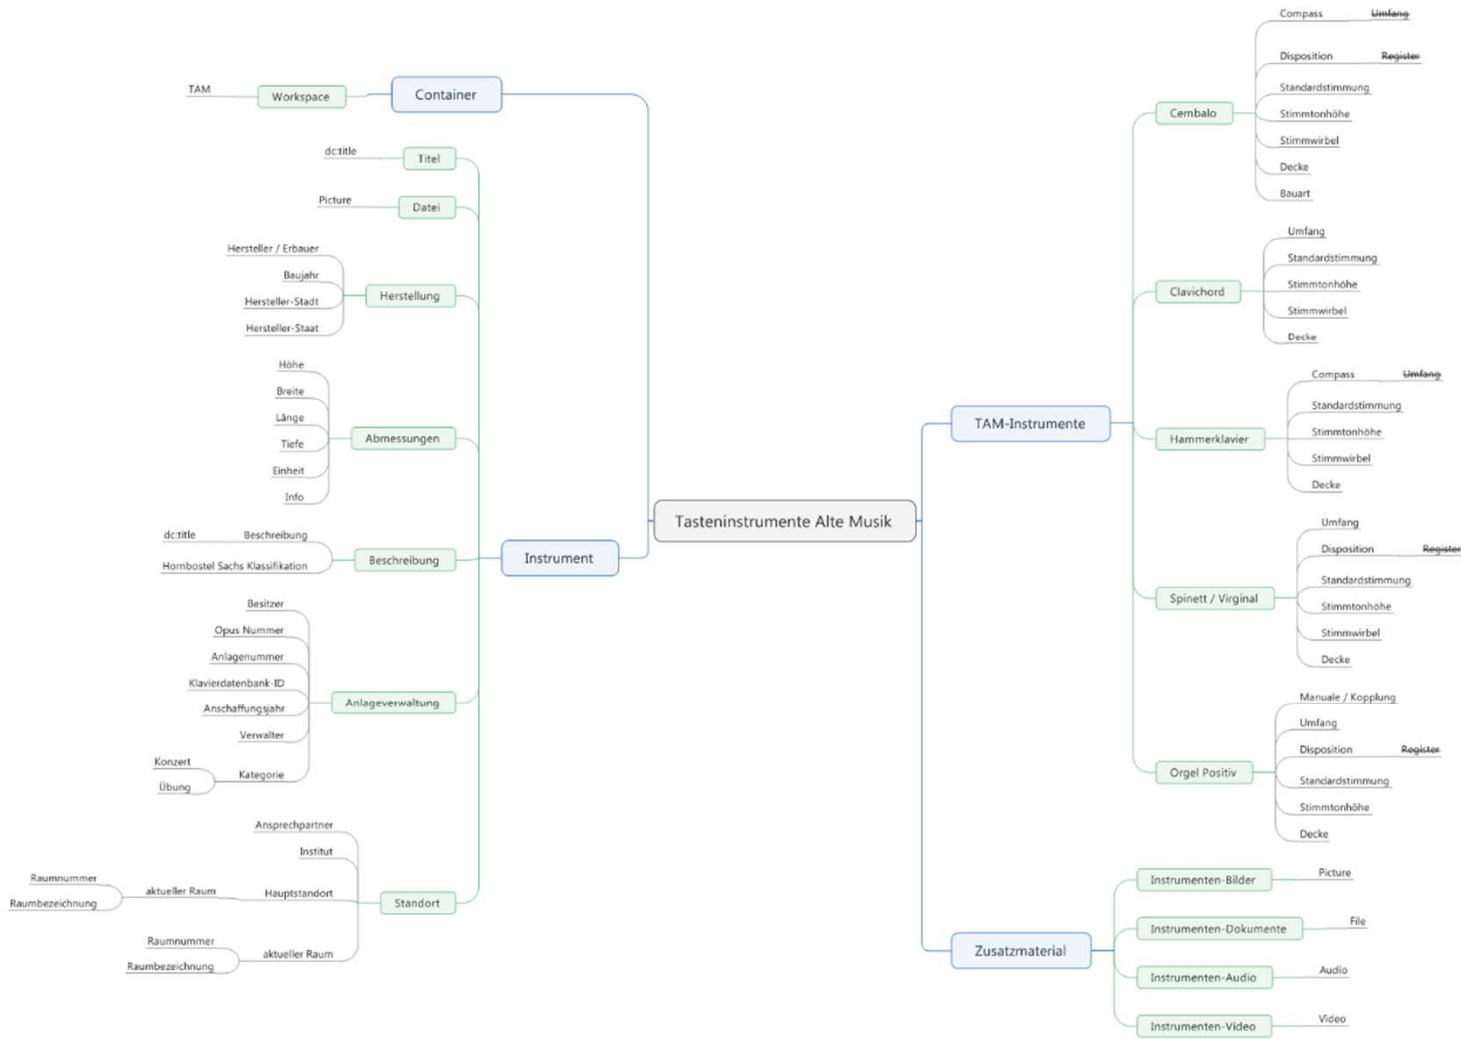 Tasteninstrumente Alte Musik
Container
Workspace
TAM
Instrument
Titel
dc:title
Datei
Picture
Herstellung
Hersteller / Erbauer
Baujahr
Hersteller-Stadt
Hersteller-Staat
Abmessungen
Höhe
Breite
Länge
Tiefe
Einheit
Info
Beschreibung
Beschreibung
dc:title
Hornbostel Sachs Klassifikation
Anlageverwaltung
Besitzer
Opus Nummer
Anlagenummer
Klavierdatenbank-ID
Anschaffungsjahr
Verwalter
Kategorie
Konzert
Übung
Standort
Ansprechpartner
Institut
Hauptstandort
aktueller Raum
Raumnummer
Raumbezeichnung
aktueller Raum
Raumnummer
Raumbezeichnung
TAM-Instrumente
Cembalo
Compass
Umfang
Disposition
Register
Standardstimmung
Stimmtonhöhe
Stimmwirbel
Decke
Bauart
Clavichord
Umfang
Standardstimmung
Stimmtonhöhe
Stimmwirbel
Decke
Hammerklavier
Compass
Umfang
Standardstimmung
Stimmtonhöhe
Stimmwirbel
Decke
Spinett / Virginal
Umfang
Disposition
Register
Standardstimmung
Stimmtonhöhe
Stimmwirbel
Decke
Orgel Positiv
Manuale / Kopplung
Umfang
Disposition
Register
Standardstimmung
Stimmtonhöhe
Decke
Zusatzmaterial
Instrumenten-Bilder
Picture
Instrumenten-Dokumente
File
Instrumenten-Audio
Audio
Instrumenten-Video
Video